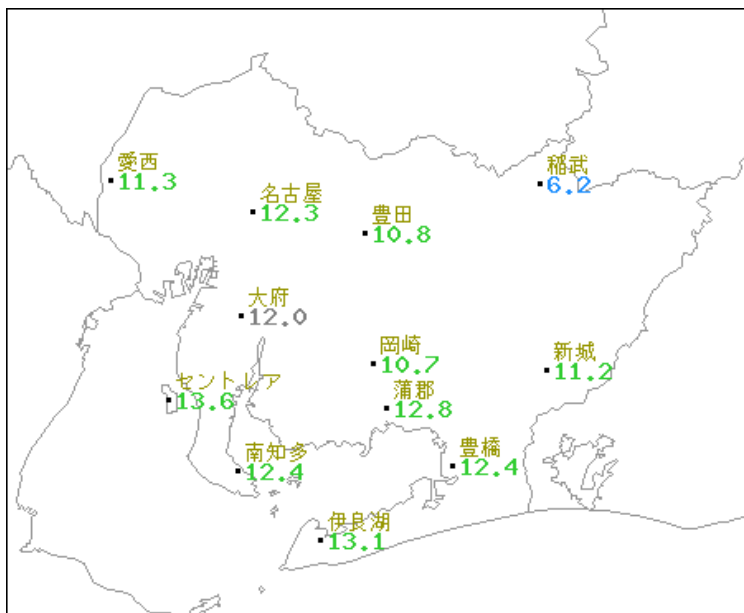 愛西
11.3
稲武
6.2
名古屋
12.3
豊田
10.8
大府
12.0
岡崎
10.7
新城
11.2
セントレア
13.6
蒲郡
12.8
南知多
12.4
豊橋
12.4
伊良湖
13.1